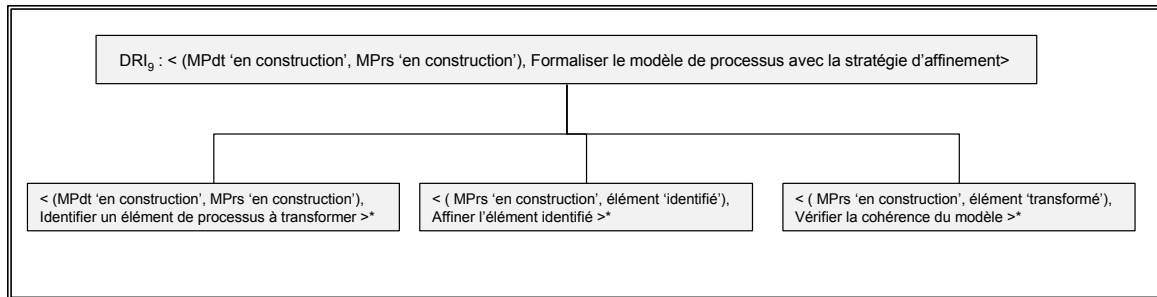 DRI9 : < (MPdt ‘en construction’, MPrs ‘en construction’), Formaliser le modèle de processus avec la stratégie d’affinement>
< (MPdt ‘en construction’, MPrs ‘en construction’),
Identifier un élément de processus à transformer >*
< ( MPrs ‘en construction’, élément ‘identifié’),
Affiner l’élément identifié >*
< ( MPrs ‘en construction’, élément ‘transformé’),
Vérifier la cohérence du modèle >*